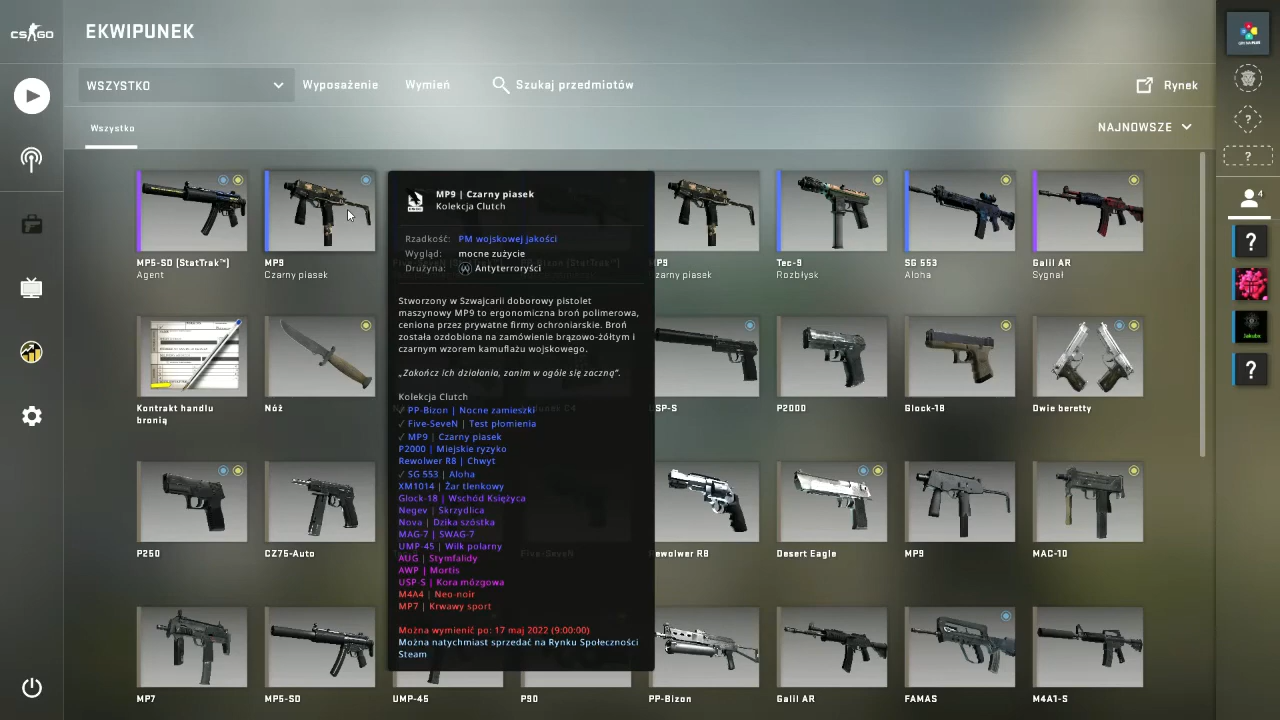 CS GO
EKWIPUNEK
WSZYSTKO
Wyposażenie
Wymień
Szukaj przedmiotów
Rynek
Wszystko
NAJNOWSZE
4
MP5-SD (StatTrak™)
Agent
MP9
Czarny piasek
MP9 | Czarny piasek
Kolekcja Clutch
Rzadkość: PM wojskowej jakości
Wygląd: mocne zużycie
Drużyna: Antyterroryści
Stworzony w Szwajcarii doborowy pistolet
maszynowy MP9 to ergonomiczna broń polimerowa,
ceniona przez prywatne firmy ochroniarskie. Broń
została ozdobiona na zamówienie brązowo-żółtym i
czarnym wzorem kamuflażu wojskowego.
„Zakończ ich działania, zanim w ogóle się zaczną”.
Kolekcja Clutch
✓ PP-Bizon | Nocne zamieszki
✓ Five-SeveN | Test płomienia
✓ MP9 | Czarny piasek
P2000 | Miejskie ryzyko
Rewolwer R8 | Chwyt
✓ SG 553 | Aloha
XM1014 | Żar tlenkowy
Glock-18 | Wschód Księżyca
Negev | Skrzydlica
Nova | Dzika szóstka
MAG-7 | SWAG-7
UMP-45 | Wilk polarny
AUG | Stymfalidy
AWP | Mortis
USP-S | Kora mózgowa
M4A4 | Neo-noir
MP7 | Krwawy sport
Można wymienić po: 17 maj 2022 (9:00:00)
Można natychmiast sprzedać na Rynku Społeczności
Steam
Tec-9
Rozbłysk
SG 553
Aloha
Galil AR
Sygnał
Kontrakt handlu
bronią
Nóż
P2000
Glock-18
Dwie beretty
P250
CZ75-Auto
Five-SeveN
Rewolwer R8
Desert Eagle
MP9
MAC-10
MP7
MP5-SD
UMP-45
P90
PP-Bizon
Galil AR
FAMAS
M4A1-S